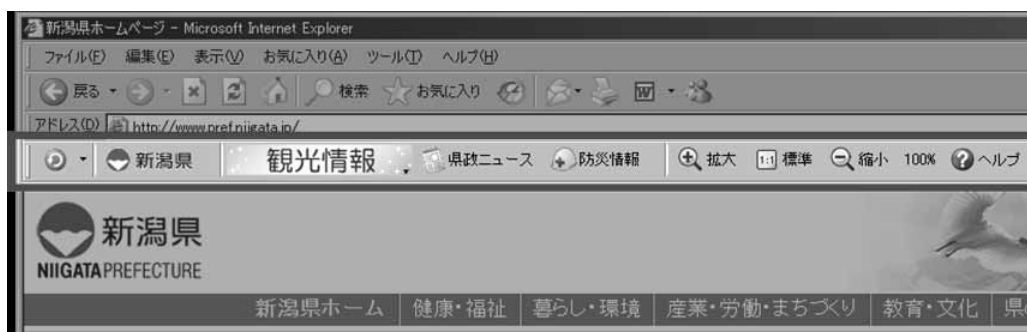 新潟県ホームページ - Microsoft Internet Explorer
ファイル(F) 編集(E) 表示(V) お気に入り(A) ツール(T) ヘルプ(H)
戻る 検索 お気に入り W
アドレス(D) http://www.pref.niigata.jp/
新潟県 観光情報 県政ニュース 防災情報 拡大 1:1 標準 縮小 100% ? ヘルプ
新潟県
NIIGATA PREFECTURE
新潟県ホーム 健康・福祉 暮らし・環境 産業・労働・まちづくり 教育・文化 県